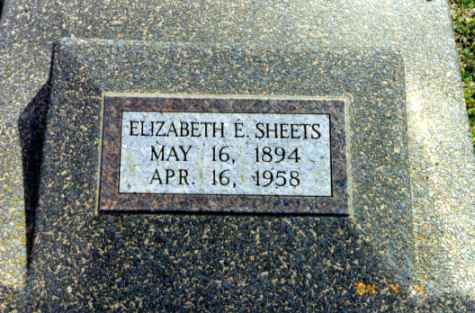 ELIZABETH E. SHEETS
MAY 16, 1894
APR. 16, 1958